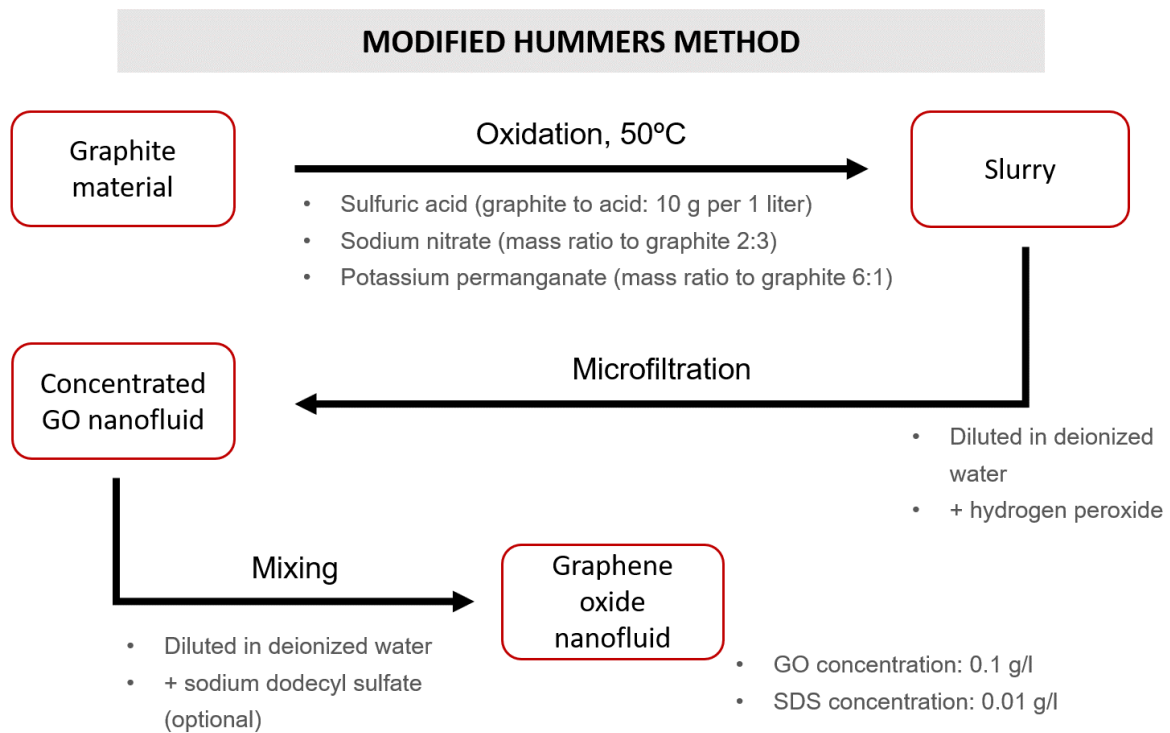 MODIFIED HUMMERS METHOD
Graphite
material
Oxidation, 50ºC
• Sulfuric acid (graphite to acid: 10 g per 1 liter)
• Sodium nitrate (mass ratio to graphite 2:3)
• Potassium permanganate (mass ratio to graphite 6:1)
Slurry
Microfiltration
• Diluted in deionized
water
• + hydrogen peroxide
Concentrated
GO nanofluid
Mixing
• Diluted in deionized water
• + sodium dodecyl sulfate
(optional)
Graphene
oxide
nanofluid
• GO concentration: 0.1 g/l
• SDS concentration: 0.01 g/l